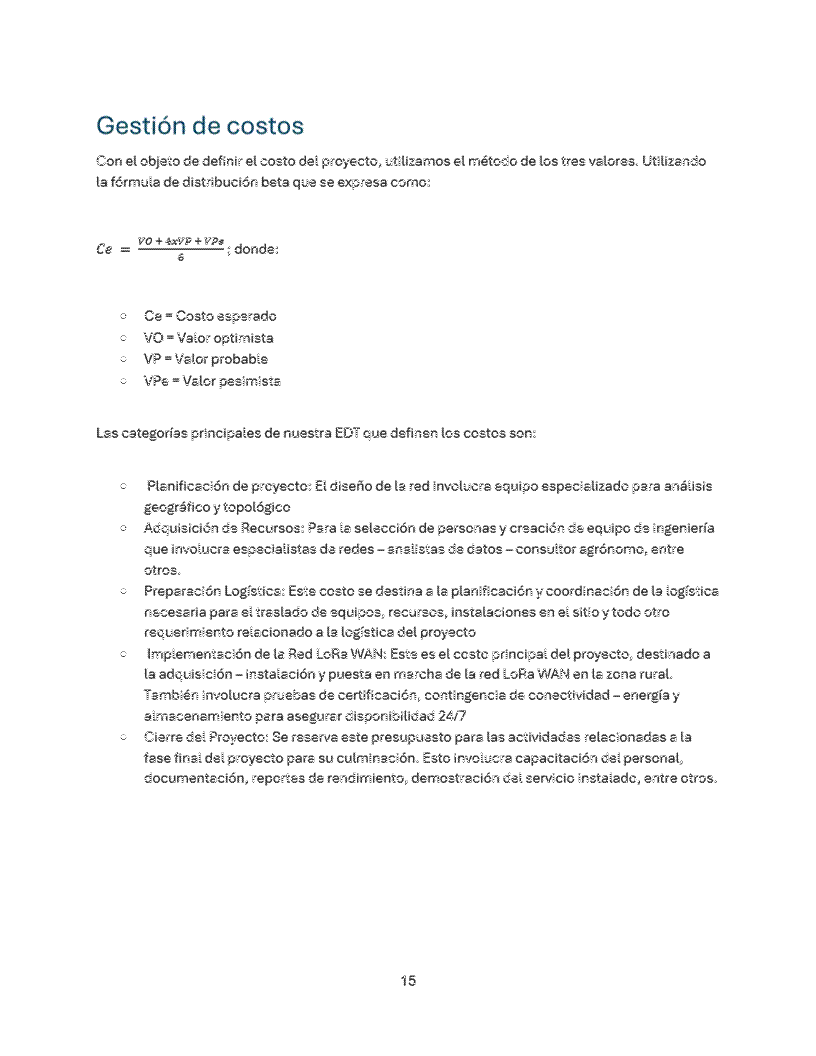 Gestión de costos
Con el objeto de definir el costo del proyecto, utilizamos el método de los tres valores. Utilizando
la fórmula de distribución beta que se expresa como:
Ce = \frac{VO + 4xVP + VPe}{6} ; donde:
○ Ce = Costo esperado
○ VO = Valor optimista
○ VP = Valor probable
○ VPe = Valor pesimista
Las categorías principales de nuestra EDT que definen los costos son:
○ Planificación de proyecto: El diseño de la red involucra equipo especializado para análisis
geográfico y topológico
○ Adquisición de Recursos: Para la selección de personas y creación de equipo de ingeniería
que involucra especialistas de redes – analistas de datos – consultor agrónomo, entre
otros.
○ Preparación Logística: Este costo se destina a la planificación y coordinación de la logística
necesaria para el traslado de equipos, recursos, instalaciones en el sitio y todo otro
requerimiento relacionado a la logística del proyecto
○ Implementación de la Red LoRa WAN: Este es el costo principal del proyecto, destinado a
la adquisición – instalación y puesta en marcha de la red LoRa WAN en la zona rural.
También involucra pruebas de certificación, contingencia de conectividad – energía y
almacenamiento para asegurar disponibilidad 24/7
○ Cierre del Proyecto: Se reserva este presupuesto para las actividades relacionadas a la
fase final del proyecto para su culminación. Esto involucra capacitación del personal,
documentación, reportes de rendimiento, demostración del servicio instalado, entre otros.
15